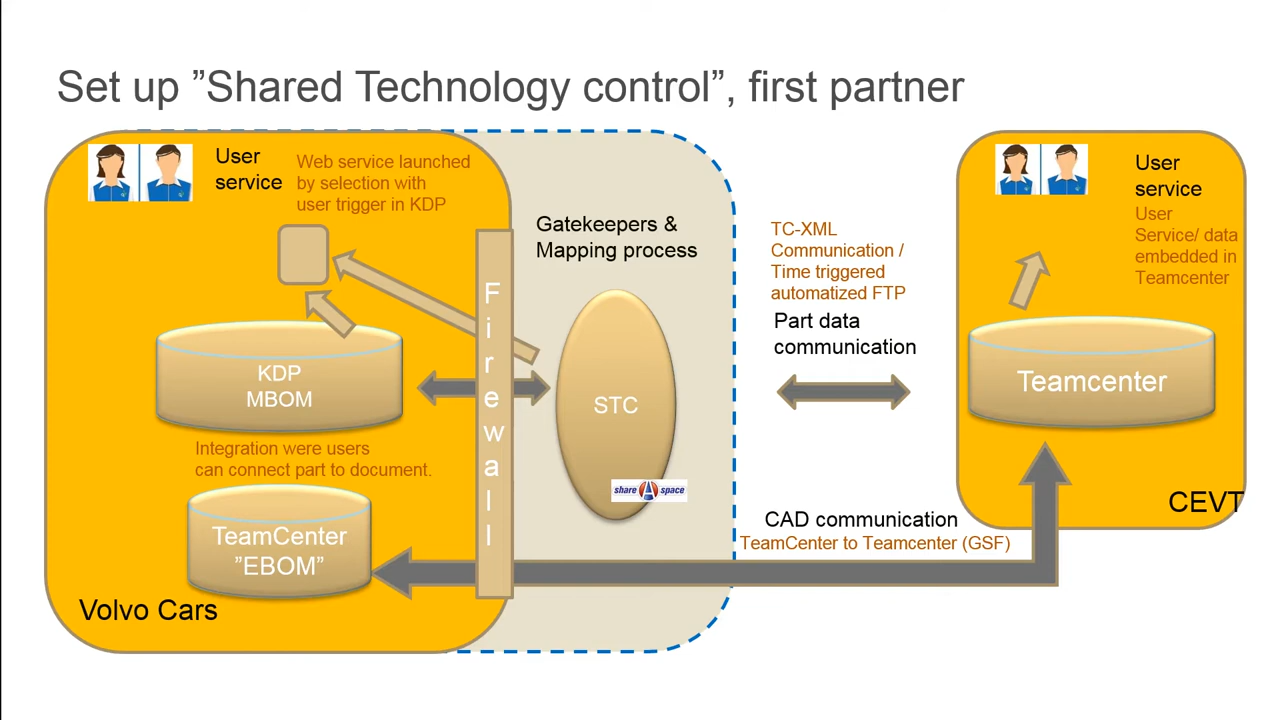 Set up ”Shared Technology control”, first partner
User
service
Web service launched
by selection with
user trigger in KDP
Gatekeepers &
Mapping process
Firewall
KDP
MBOM
STC
share A space
Integration were users
can connect part to document.
TeamCenter
”EBOM”
Volvo Cars
TC-XML
Communication /
Time triggered
automatized FTP
Part data
communication
CAD communication
TeamCenter to Teamcenter (GSF)
User
service
User
Service/ data
embedded in
Teamcenter
Teamcenter
CEVT